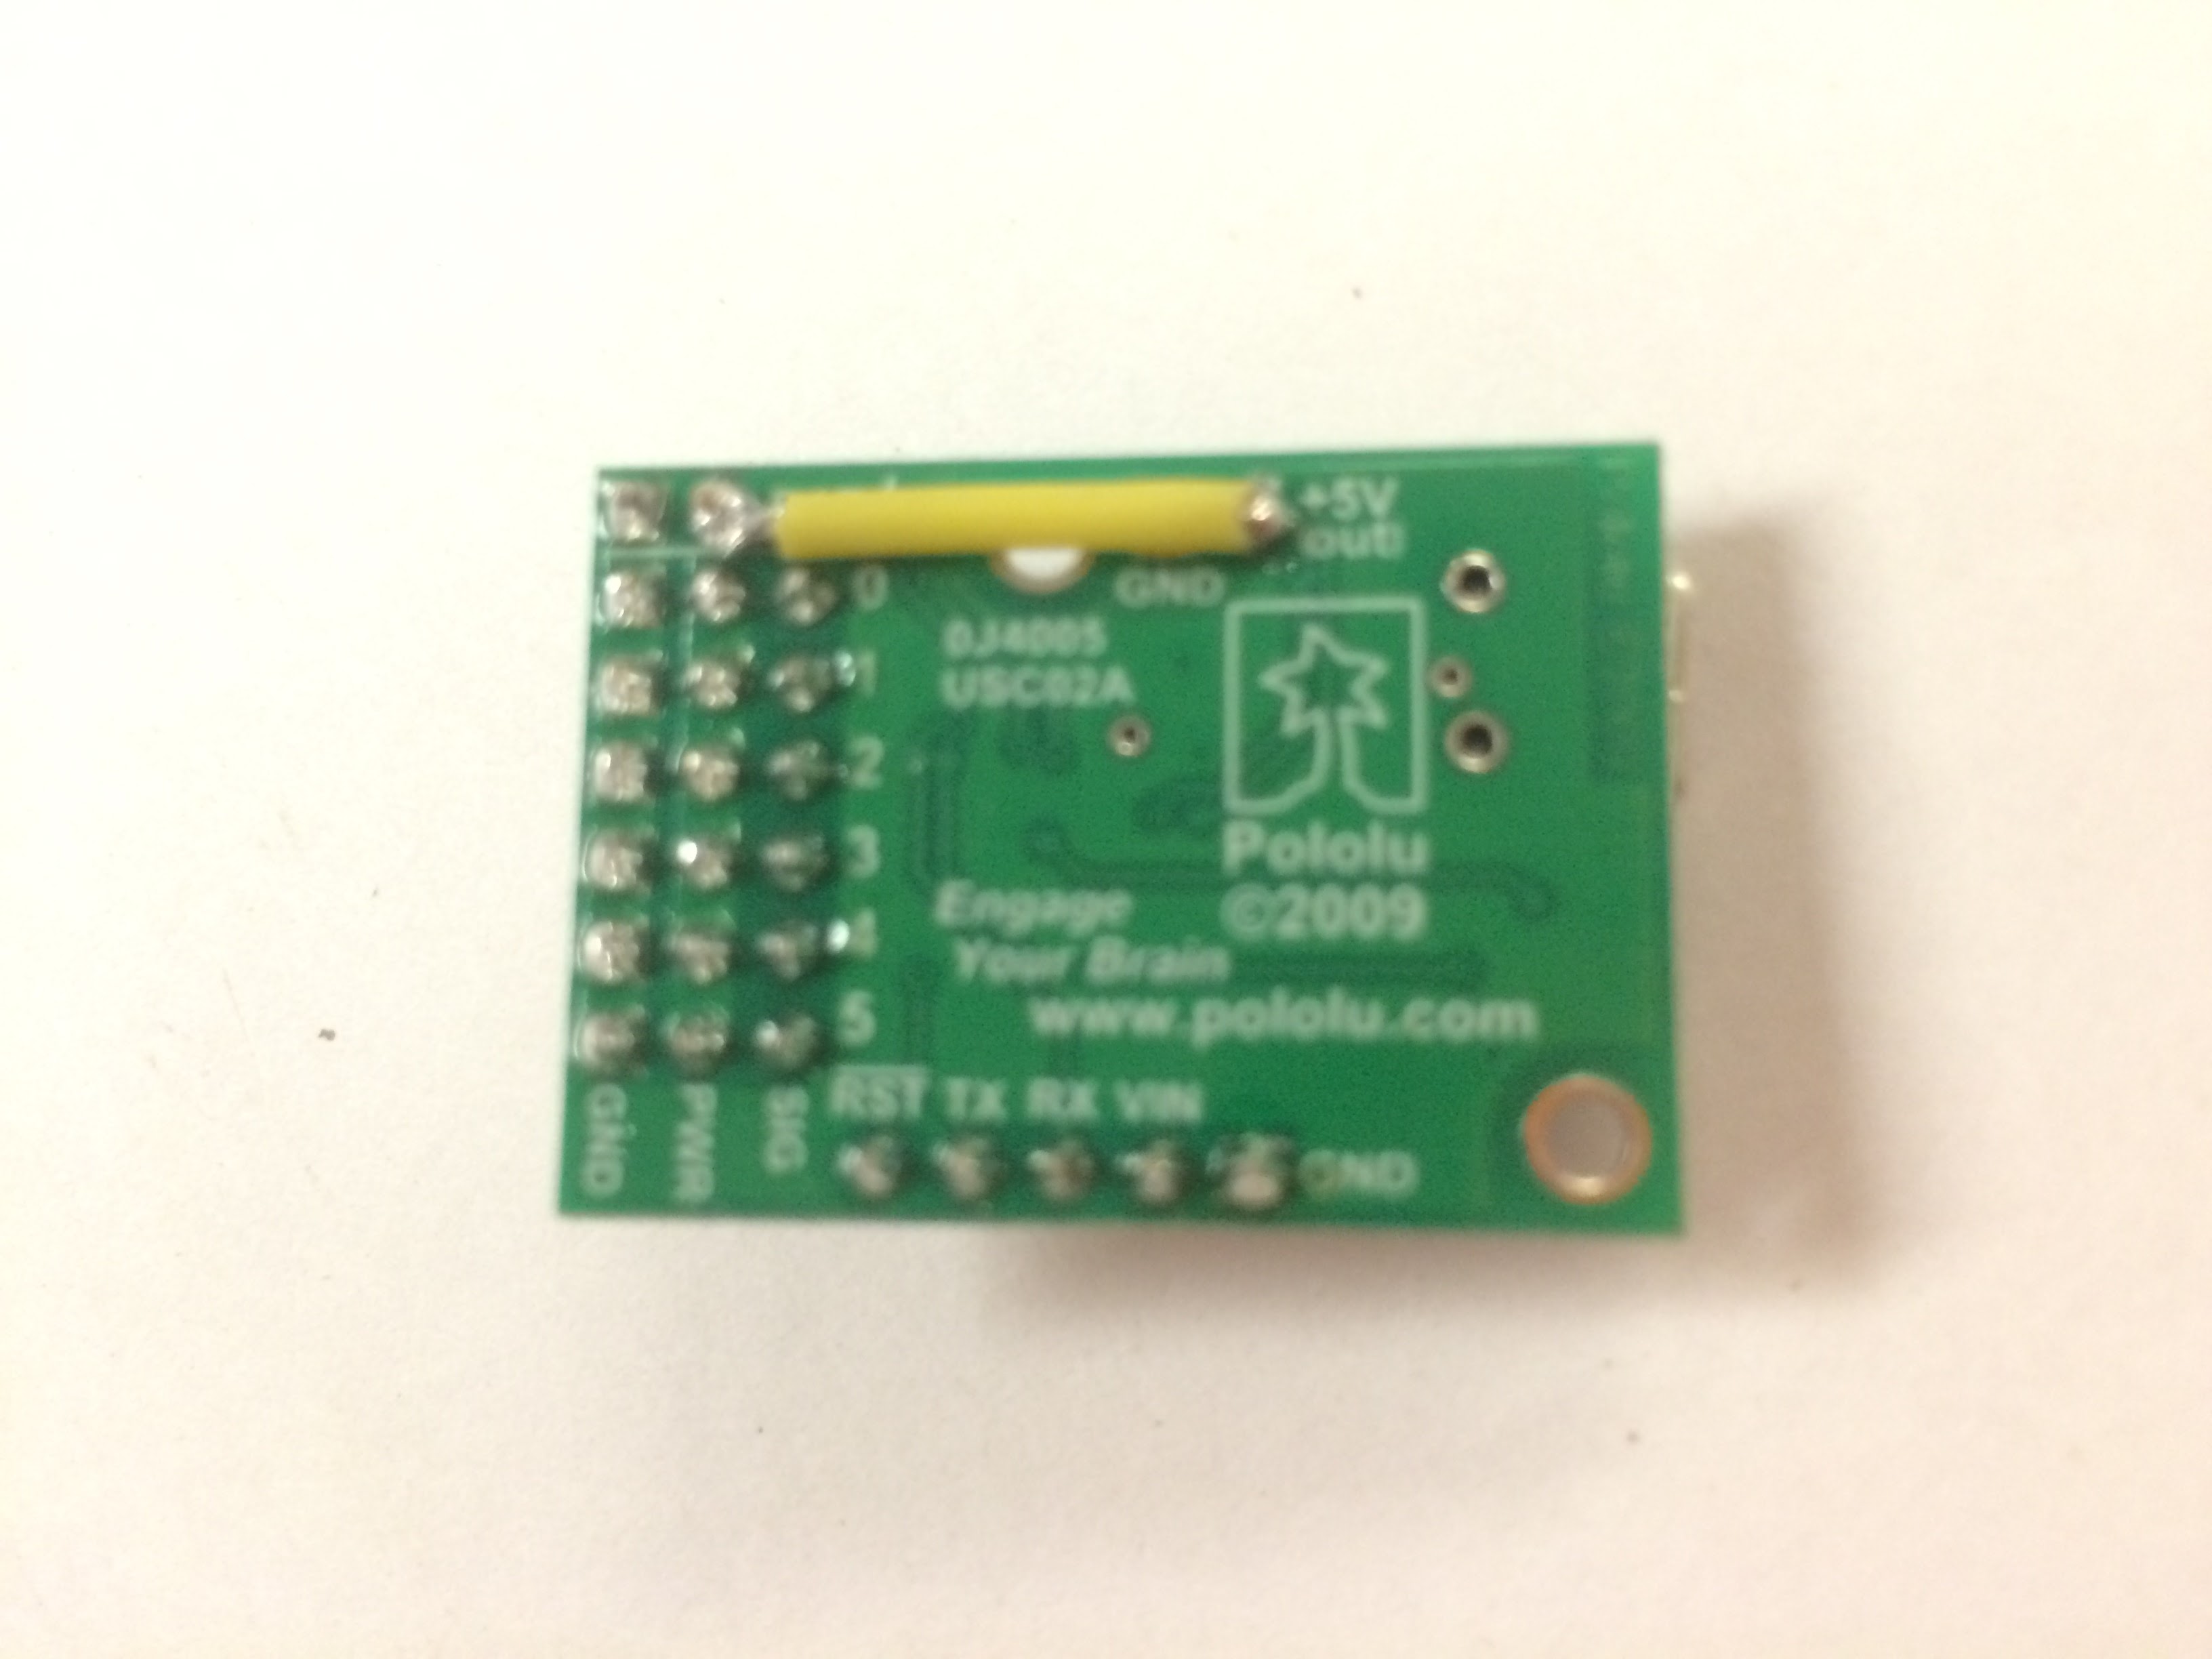 +5V
(out)
0
GND
0J4005
USC02A
1
2
3
Pololu
4
Engage
©2009
Your Brain
5
www.pololu.com
RST TX RX VIN
GND PWR SIG
GND